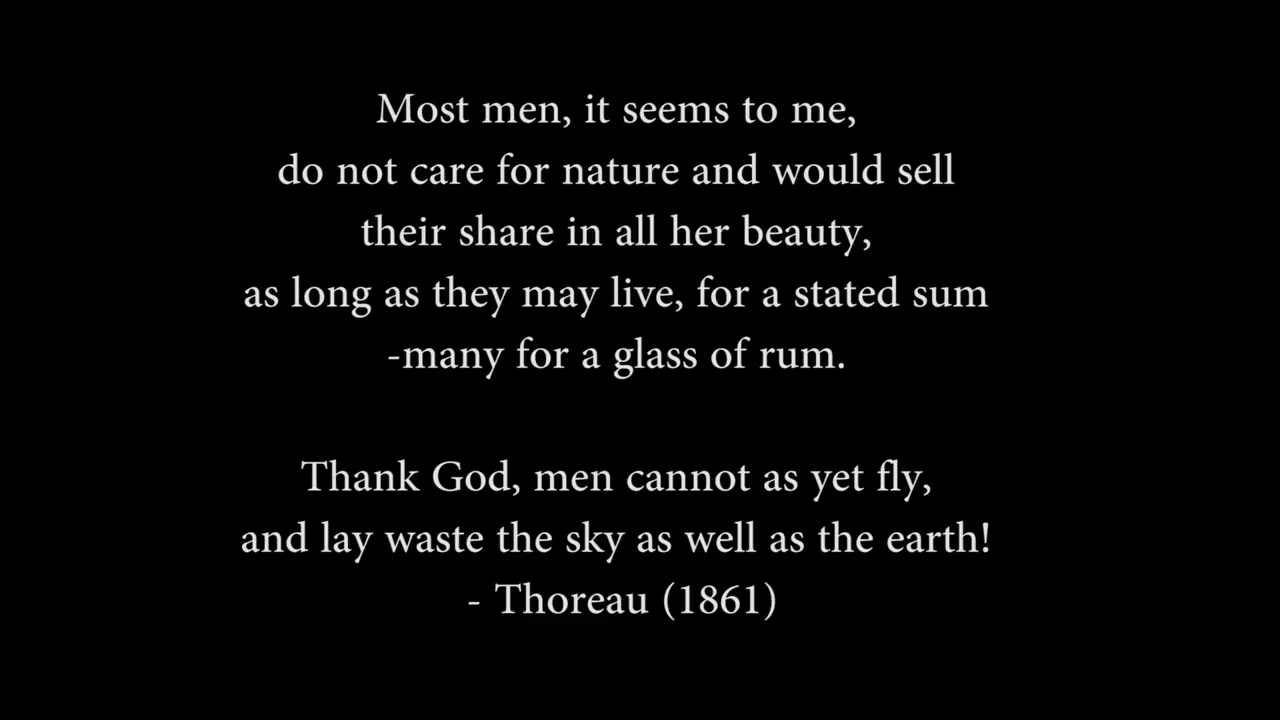 Most men, it seems to me,
do not care for nature and would sell
their share in all her beauty,
as long as they may live, for a stated sum
-many for a glass of rum.
Thank God, men cannot as yet fly,
and lay waste the sky as well as the earth!
- Thoreau (1861)